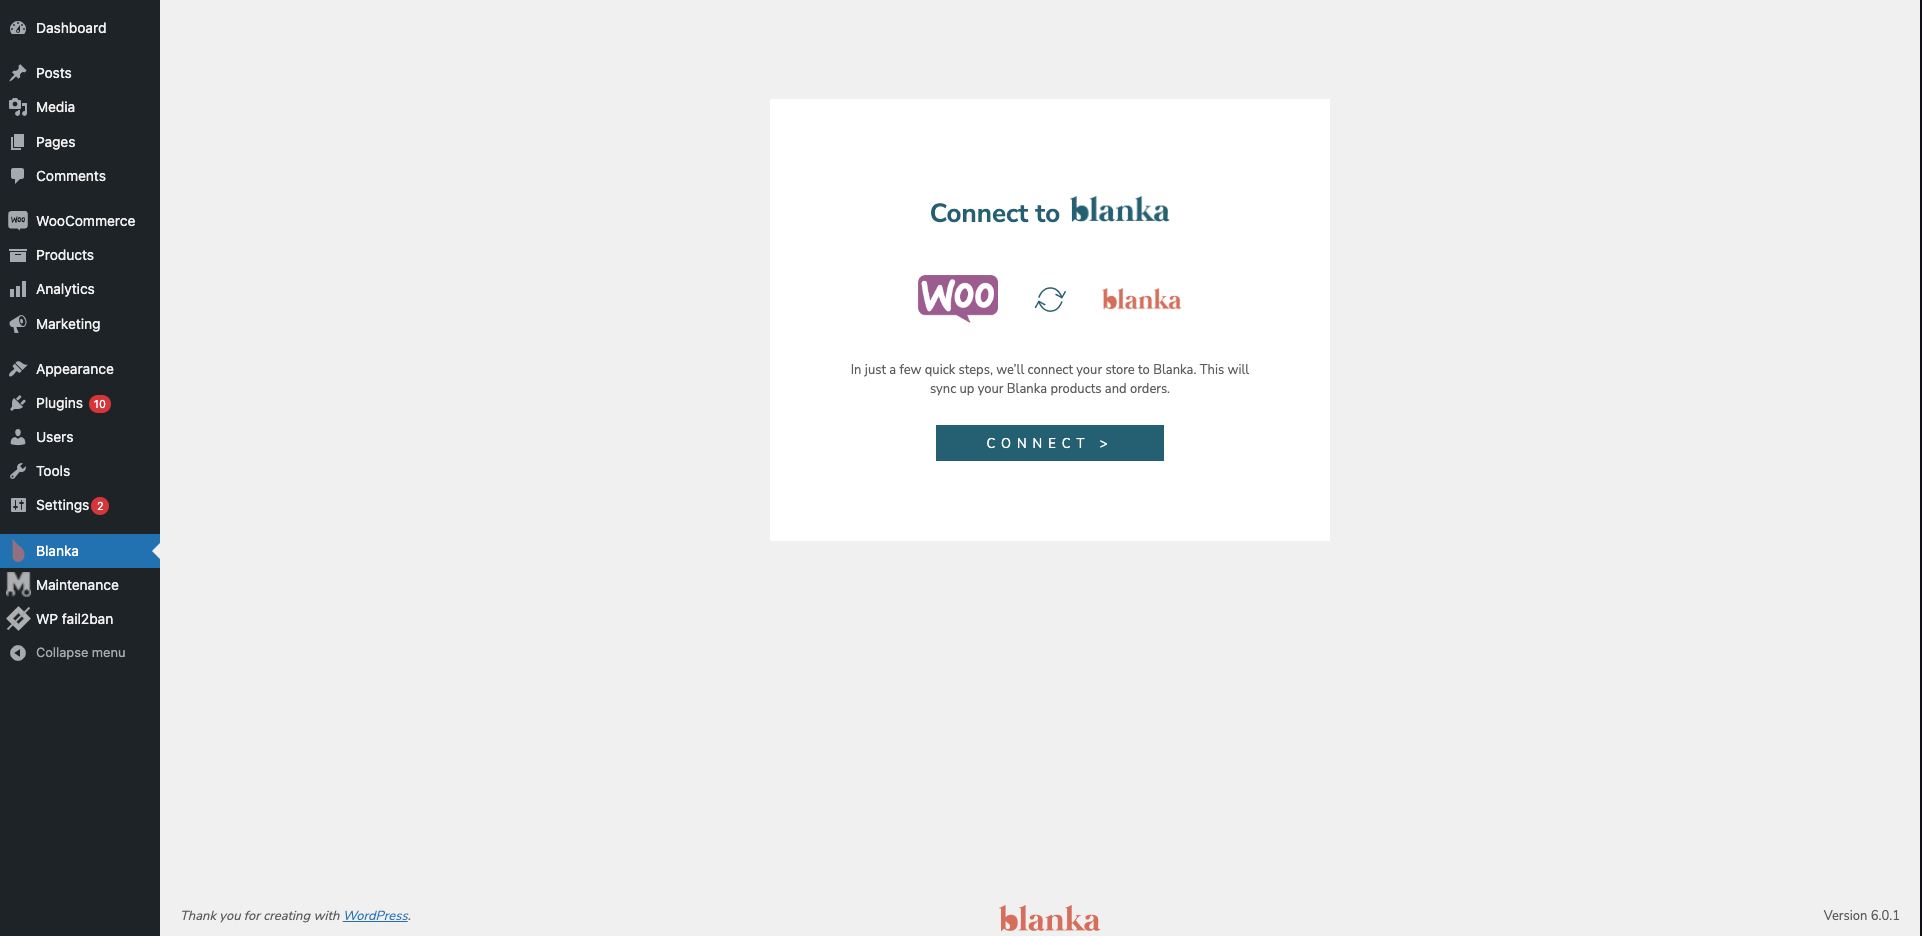 Dashboard
Posts
Media
Pages
Comments
WooCommerce
Products
Analytics
Marketing
Appearance
Plugins 10
Users
Tools
Settings 2
Blanka
Maintenance
WP fail2ban
Collapse menu
Connect to blanka
WOO blanka
In just a few quick steps, we'll connect your store to Blanka. This will
sync up your Blanka products and orders.
CONNECT >
Thank you for creating with WordPress.
blanka
Version 6.0.1